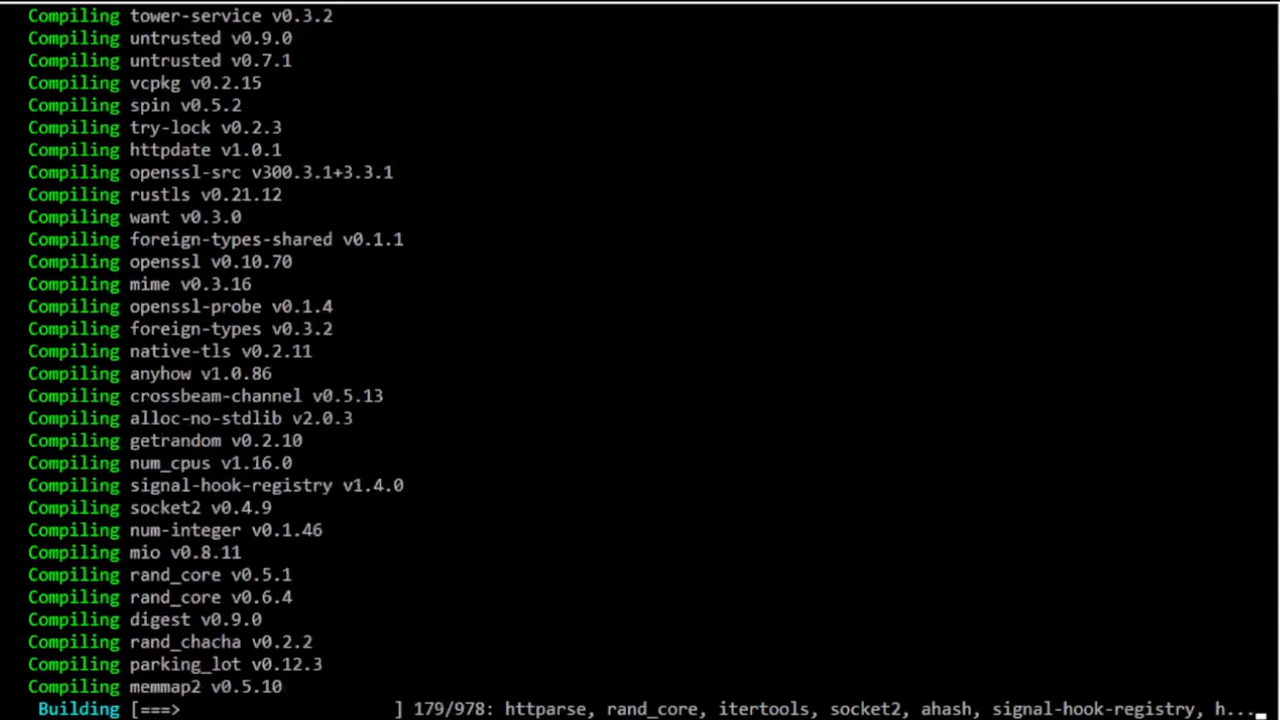 Compiling tower-service v0.3.2
Compiling untrusted v0.9.0
Compiling untrusted v0.7.1
Compiling vcpkg v0.2.15
Compiling spin v0.5.2
Compiling try-lock v0.2.3
Compiling httpdate v1.0.1
Compiling openssl-src v300.3.1+3.3.1
Compiling rustls v0.21.12
Compiling want v0.3.0
Compiling foreign-types-shared v0.1.1
Compiling openssl v0.10.70
Compiling mime v0.3.16
Compiling openssl-probe v0.1.4
Compiling foreign-types v0.3.2
Compiling native-tls v0.2.11
Compiling anyhow v1.0.86
Compiling crossbeam-channel v0.5.13
Compiling alloc-no-stdlib v2.0.3
Compiling getrandom v0.2.10
Compiling num_cpus v1.16.0
Compiling signal-hook-registry v1.4.0
Compiling socket2 v0.4.9
Compiling num-integer v0.1.46
Compiling mio v0.8.11
Compiling rand_core v0.5.1
Compiling rand_core v0.6.4
Compiling digest v0.9.0
Compiling rand_chacha v0.2.2
Compiling parking_lot v0.12.3
Compiling memmap2 v0.5.10
Building [===> ] 179/978: httparse, rand_core, itertools, socket2, ahash, signal-hook-registry, h...